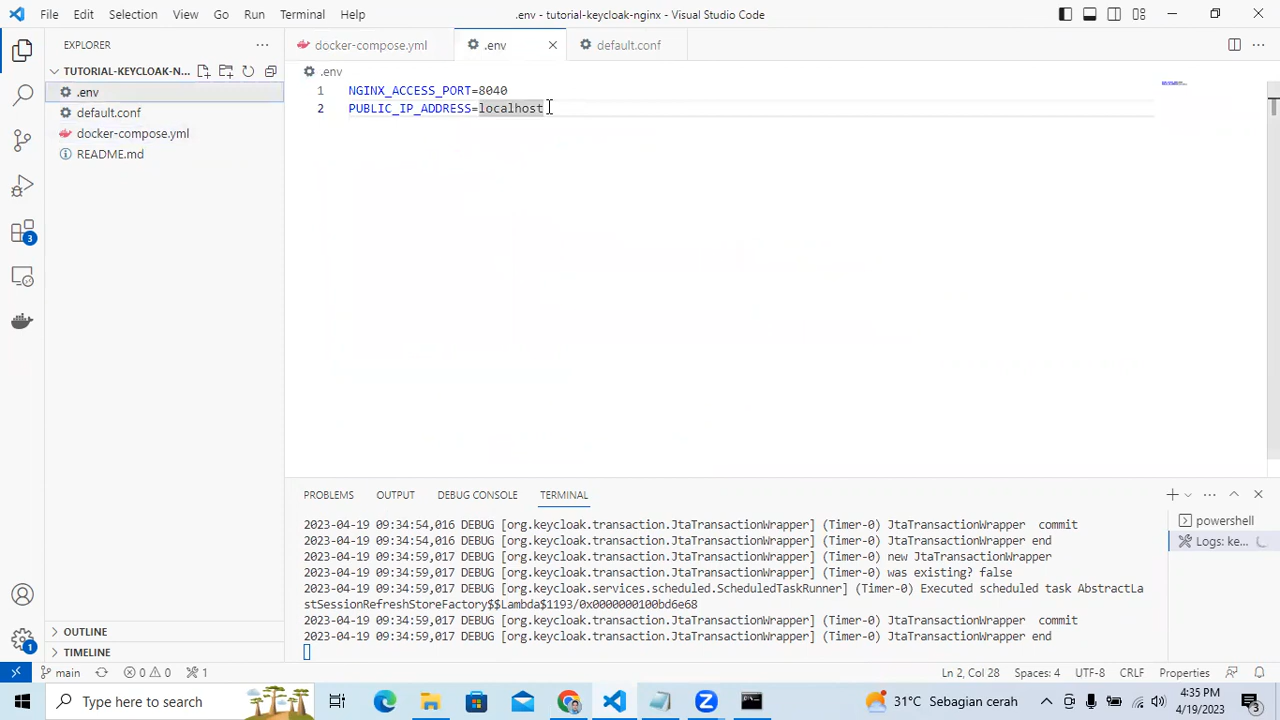 File Edit Selection View Go Run Terminal Help
.env - tutorial-keycloak-nginx - Visual Studio Code
EXPLORER
TUTORIAL-KEYCLOAK-N...
.env
default.conf
docker-compose.yml
README.md
OUTLINE
TIMELINE
docker-compose.yml
.env
default.conf
.env
1 NGINX_ACCESS_PORT=8040
2 PUBLIC_IP_ADDRESS=localhost
PROBLEMS OUTPUT DEBUG CONSOLE TERMINAL
2023-04-19 09:34:54,016 DEBUG [org.keycloak.transaction.JtaTransactionWrapper] (Timer-0) JtaTransactionWrapper  commit
2023-04-19 09:34:54,016 DEBUG [org.keycloak.transaction.JtaTransactionWrapper] (Timer-0) JtaTransactionWrapper end
2023-04-19 09:34:59,017 DEBUG [org.keycloak.transaction.JtaTransactionWrapper] (Timer-0) new JtaTransactionWrapper
2023-04-19 09:34:59,017 DEBUG [org.keycloak.transaction.JtaTransactionWrapper] (Timer-0) was existing? false
2023-04-19 09:34:59,017 DEBUG [org.keycloak.services.scheduled.ScheduledTaskRunner] (Timer-0) Executed scheduled task AbstractLa
stSessionRefreshStoreFactory$$Lambda$1193/0x0000000100bd6e68
2023-04-19 09:34:59,017 DEBUG [org.keycloak.transaction.JtaTransactionWrapper] (Timer-0) JtaTransactionWrapper  commit
2023-04-19 09:34:59,017 DEBUG [org.keycloak.transaction.JtaTransactionWrapper] (Timer-0) JtaTransactionWrapper end
powershell
Logs: ke...
3
1
main 0 0 1
Ln 2, Col 28 Spaces: 4 UTF-8 CRLF Properties
Type here to search
31°C Sebagian cerah
4:35 PM
4/19/2023
3